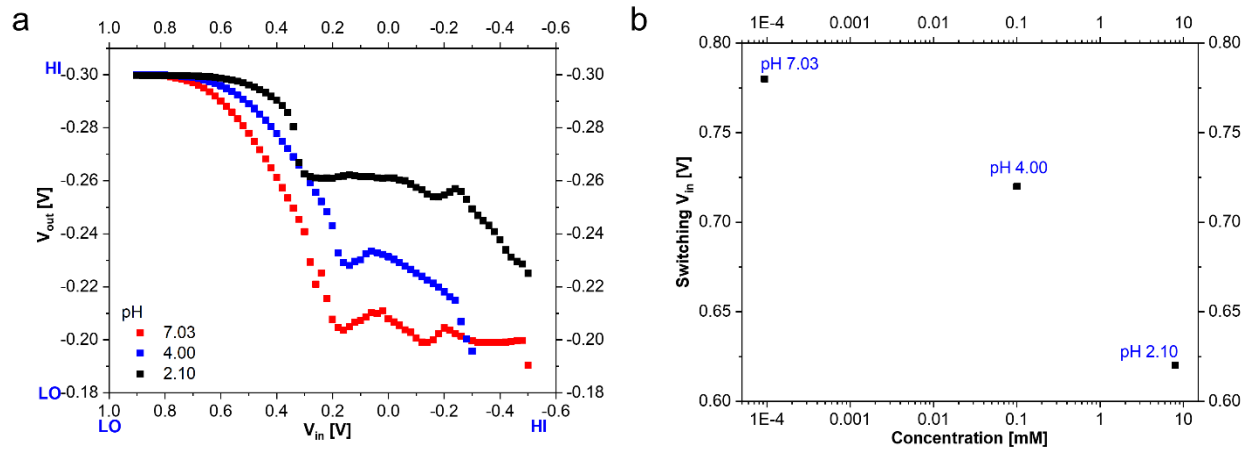 a
1.0 0.8 0.6 0.4 0.2 0.0 -0.2 -0.4 -0.6
HI
-0.30 -0.30
-0.28 -0.28
-0.26 -0.26
-0.24 -0.24
-0.22 -0.22
-0.20 -0.20
-0.18 -0.18
Vout [V]
pH
7.03
4.00
2.10
LO
1.0 0.8 0.6 0.4 0.2 0.0 -0.2 -0.4 -0.6
LO Vin [V] HI
b
1E-4 0.001 0.01 0.1 1 10
0.80 0.80
0.75 0.75
0.70 0.70
0.65 0.65
0.60 0.60
Switching Vin [V]
pH 7.03
pH 4.00
pH 2.10
1E-4 0.001 0.01 0.1 1 10
Concentration [mM]